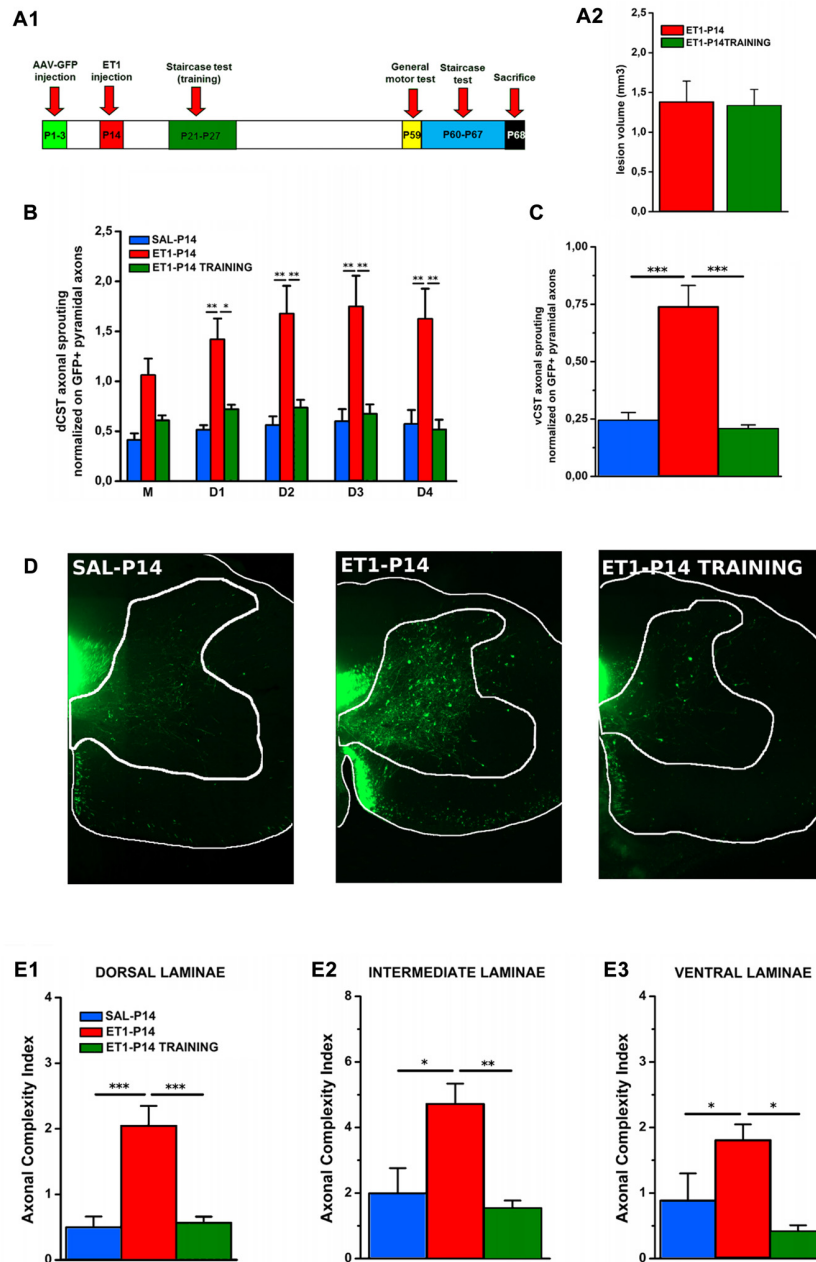 A1
AAV-GFP
injection
ET1
injection
Staircase test
(training)
General
motor test
Staircase
test
Sacrifice
P1-3
P14
P21-P27
P59
P60-P67
P68
A2
ET1-P14
ET1-P14TRAINING
lesion volume (mm3)
2,0
1,5
1,0
0,5
0,0
B
SAL-P14
ET1-P14
ET1-P14 TRAINING
dCST axonal sprouting
normalized on GFP+ pyramidal axons
2,5
2,0
1,5
1,0
0,5
0,0
** *
** **
** **
** **
M D1 D2 D3 D4
C
vCST axonal sprouting
normalized on GFP+ pyramidal axons
1,00
0,75
0,50
0,25
0,00
*** ***
D
SAL-P14
ET1-P14
ET1-P14 TRAINING
E1
DORSAL LAMINAE
SAL-P14
ET1-P14
ET1-P14 TRAINING
Axonal Complexity Index
4
3
2
1
0
*** ***
E2
INTERMEDIATE LAMINAE
Axonal Complexity Index
8
6
4
2
0
* **
E3
VENTRAL LAMINAE
Axonal Complexity Index
4
3
2
1
0
* *